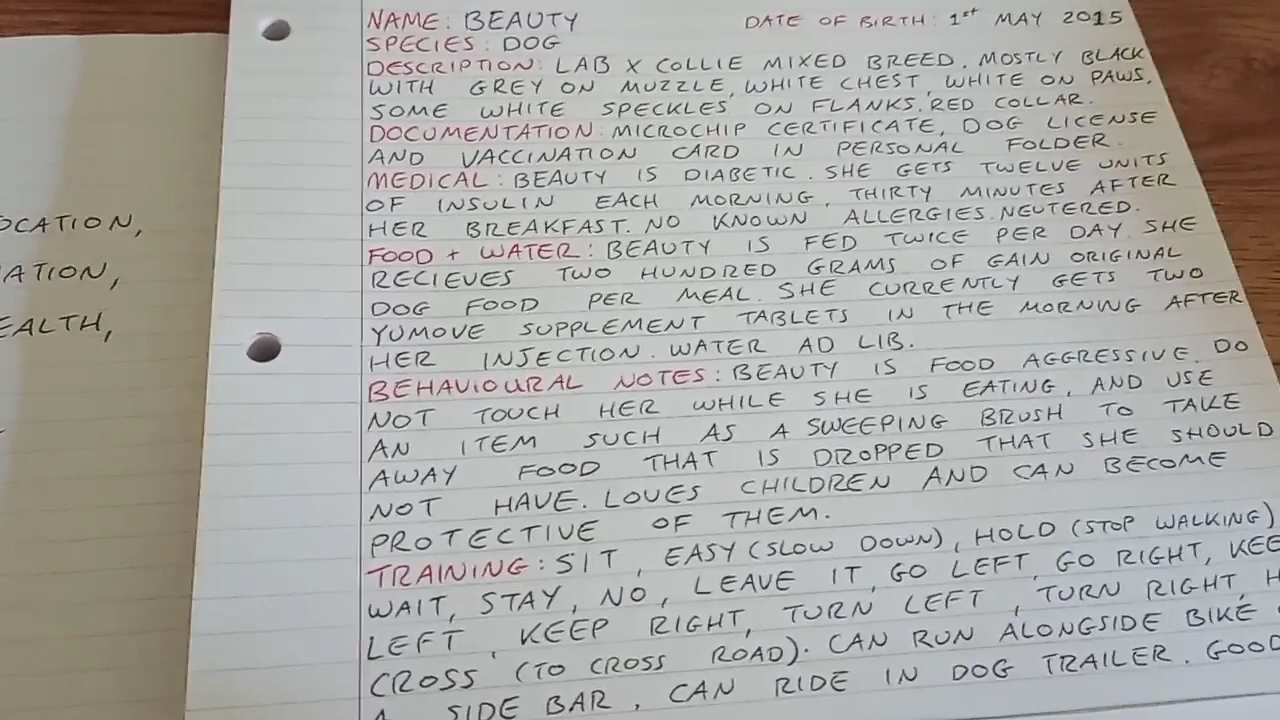 NAME: BEAUTY DATE OF BIRTH: 1st MAY 2015
SPECIES: DOG
DESCRIPTION: LAB X COLLIE MIXED BREED. MOSTLY BLACK
WITH GREY ON MUZZLE, WHITE CHEST, WHITE ON PAWS,
SOME WHITE SPECKLES ON FLANKS. RED COLLAR.
DOCUMENTATION: MICROCHIP CERTIFICATE, DOG LICENSE
AND VACCINATION CARD IN PERSONAL FOLDER.
MEDICAL: BEAUTY IS DIABETIC. SHE GETS TWELVE UNITS
OF INSULIN EACH MORNING, THIRTY MINUTES AFTER
HER BREAKFAST. NO KNOWN ALLERGIES. NEUTERED.
FOOD + WATER: BEAUTY IS FED TWICE PER DAY. SHE
RECIEVES TWO HUNDRED GRAMS OF GAIN ORIGINAL
DOG FOOD PER MEAL. SHE CURRENTLY GETS TWO
YUMOVE SUPPLEMENT TABLETS IN THE MORNING AFTER
HER INJECTION. WATER AD LIB.
BEHAVIOURAL NOTES: BEAUTY IS FOOD AGGRESSIVE. DO
NOT TOUCH HER WHILE SHE IS EATING, AND USE
AN ITEM SUCH AS A SWEEPING BRUSH TO TAKE
AWAY FOOD THAT IS DROPPED THAT SHE SHOULD
NOT HAVE. LOVES CHILDREN AND CAN BECOME
PROTECTIVE OF THEM.
TRAINING: SIT, EASY (SLOW DOWN), HOLD (STOP WALKING)
WAIT, STAY, NO, LEAVE IT, GO LEFT, GO RIGHT, KEE
LEFT, KEEP RIGHT, TURN LEFT, TURN RIGHT, H
CROSS (TO CROSS ROAD). CAN RUN ALONGSIDE BIKE
A SIDE BAR, CAN RIDE IN DOG TRAILER. GOOD
OCATION,
ATION,
EALTH,